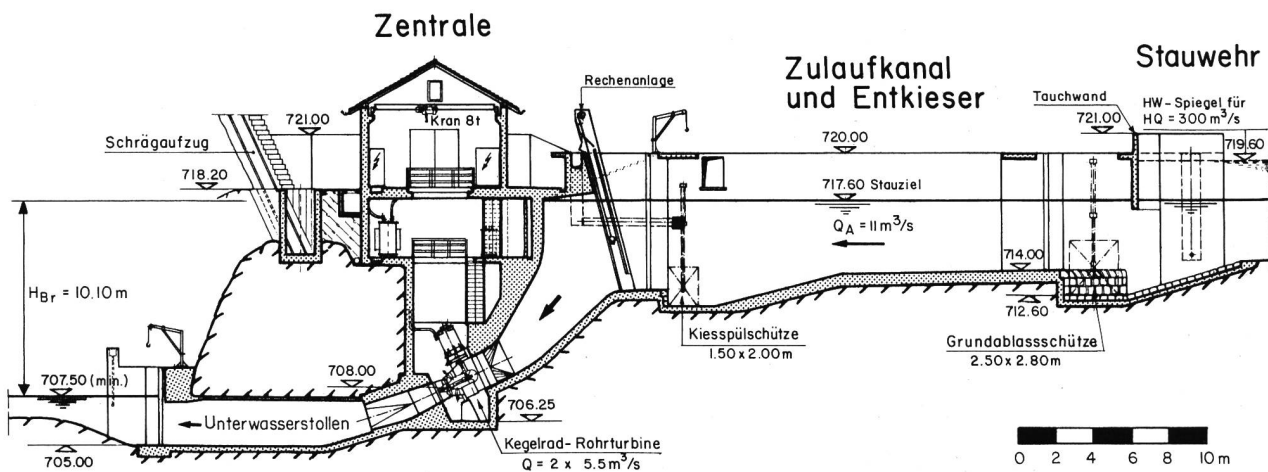 Zentrale
Zulaufkanal
und Entkieser
Stauwehr
Rechenanlage
Tauchwand
HW-Spiegel für
HQ = 300 m³/s
Kran 8t
721.00
Schrägaufzug
718.20
720.00
721.00
719.60
717.60 Stauziel
Q_A = 11 m³/s
714.00
712.60
H_Br = 10.10 m
Kiesspülschütze
1.50 x 2.00 m
Grundablassschütze
2.50 x 2.80 m
707.50 (min.)
708.00
706.25
Unterwasserstollen
705.00
Kegelrad-Rohrturbine
Q = 2 x 5.5 m³/s
0 2 4 6 8 10 m